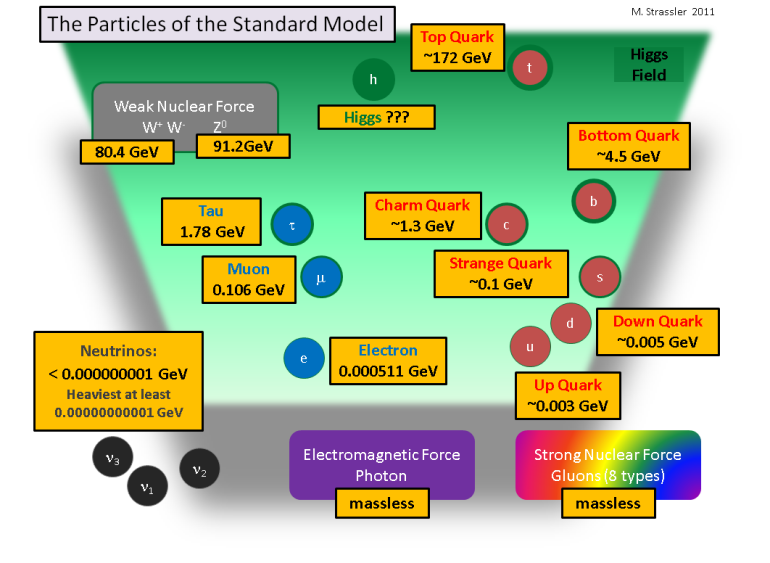 M. Strassler 2011
The Particles of the Standard Model
Top Quark
~172 GeV
t
Higgs
Field
h
Higgs ???
Weak Nuclear Force
W+ W- Z0
80.4 GeV
91.2GeV
Bottom Quark
~4.5 GeV
b
Tau
1.78 GeV
τ
Charm Quark
~1.3 GeV
c
Muon
0.106 GeV
μ
Strange Quark
~0.1 GeV
s
d
Down Quark
~0.005 GeV
u
Up Quark
~0.003 GeV
e
Electron
0.000511 GeV
Neutrinos:
< 0.000000001 GeV
Heaviest at least
0.00000000001 GeV
ν3
ν1
ν2
Electromagnetic Force
Photon
massless
Strong Nuclear Force
Gluons (8 types)
massless